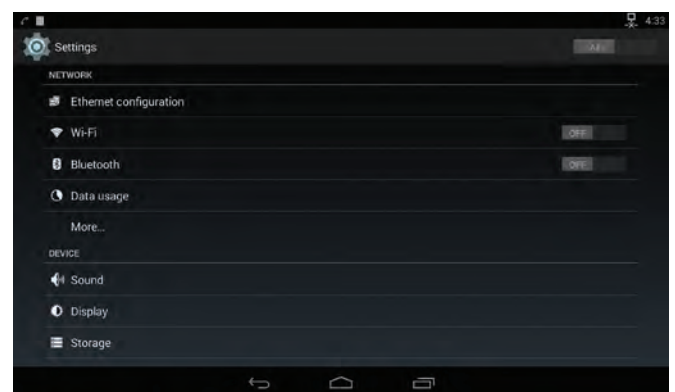 4:33
Settings
NETWORK
Ethernet configuration
Wi-Fi
OFF
Bluetooth
OFF
Data usage
More...
DEVICE
Sound
Display
Storage